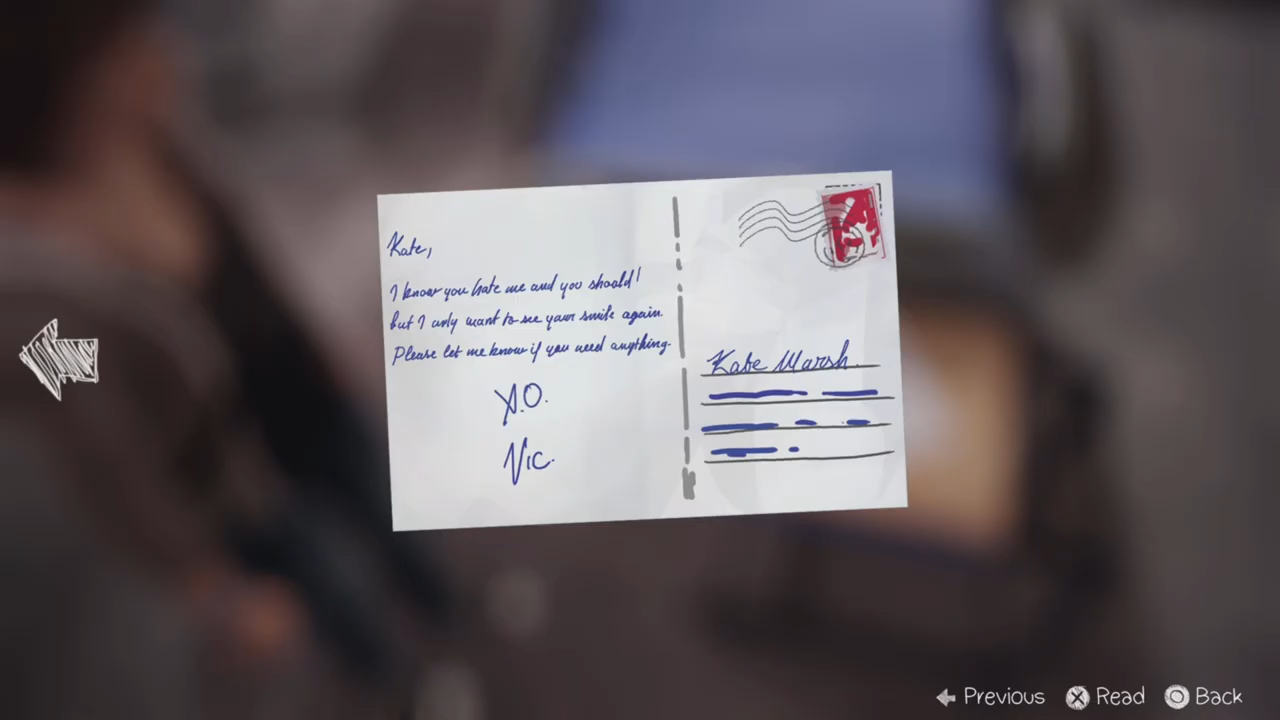 Kate,
I know you hate me and you should!
but I only want to see your smile again
Please let me know if you need anything.
X.O.
Vic.
Kate Marsh
Previous
Read
Back